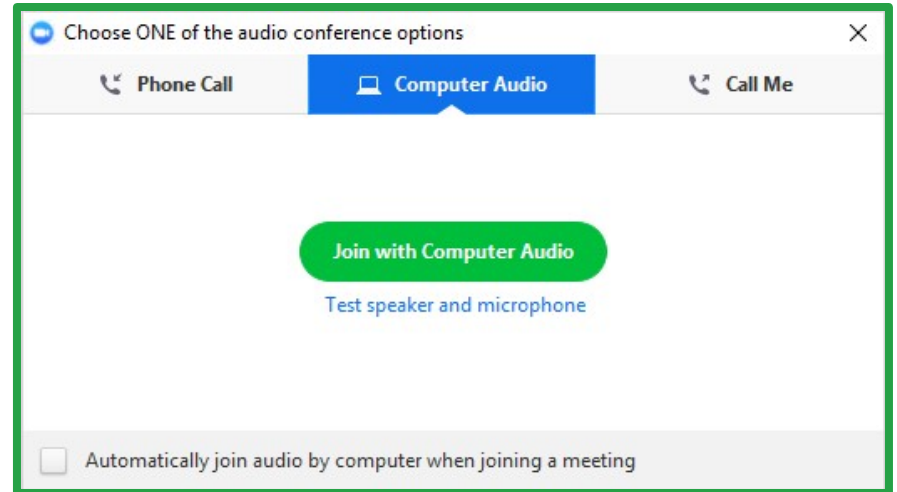 Choose ONE of the audio conference options
Phone Call
Computer Audio
Call Me
Join with Computer Audio
Test speaker and microphone
Automatically join audio by computer when joining a meeting